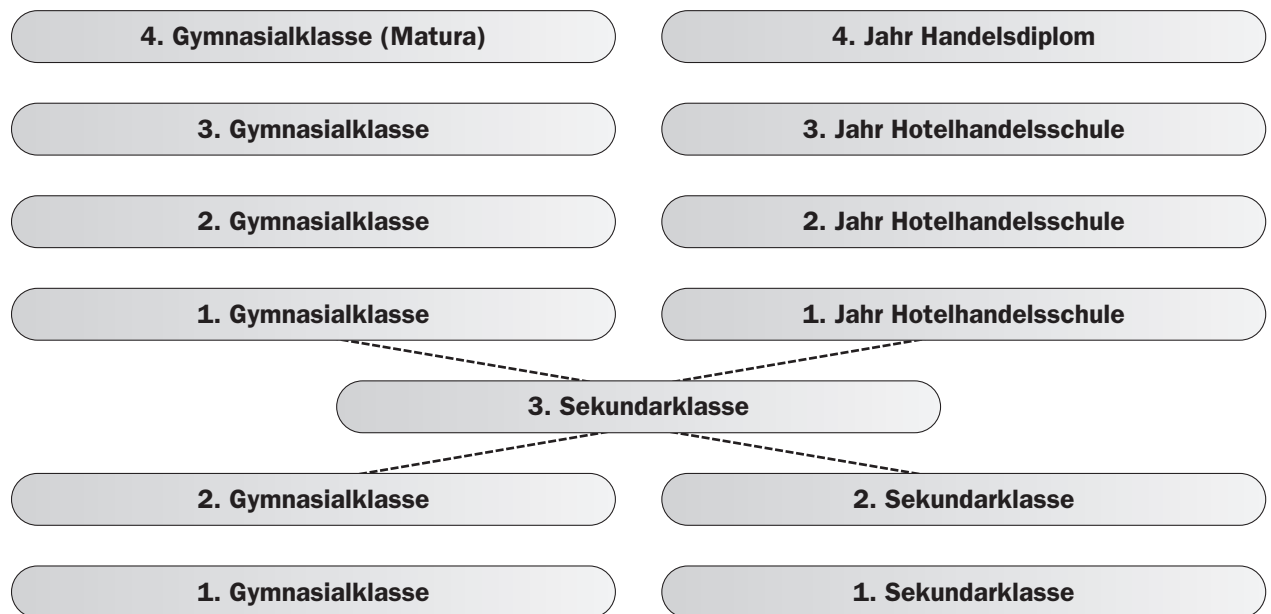 4. Gymnasialklasse (Matura)
4. Jahr Handelsdiplom
3. Gymnasialklasse
3. Jahr Hotelhandelsschule
2. Gymnasialklasse
2. Jahr Hotelhandelsschule
1. Gymnasialklasse
1. Jahr Hotelhandelsschule
3. Sekundarklasse
2. Gymnasialklasse
2. Sekundarklasse
1. Gymnasialklasse
1. Sekundarklasse